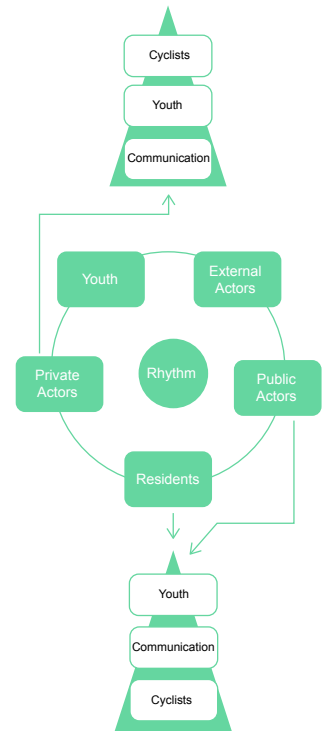 Cyclists
Youth
Communication
Youth
External
Actors
Private
Actors
Rhythm
Public
Actors
Residents
Youth
Communication
Cyclists